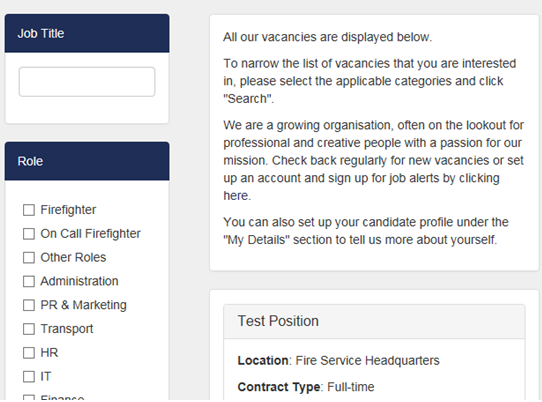 Job Title
Role
Firefighter
On Call Firefighter
Other Roles
Administration
PR & Marketing
Transport
HR
IT
Finance
All our vacancies are displayed below.
To narrow the list of vacancies that you are interested
in, please select the applicable categories and click
"Search".
We are a growing organisation, often on the lookout for
professional and creative people with a passion for our
mission. Check back regularly for new vacancies or set
up an account and sign up for job alerts by clicking
here.
You can also set up your candidate profile under the
"My Details" section to tell us more about yourself.
Test Position
Location: Fire Service Headquarters
Contract Type: Full-time